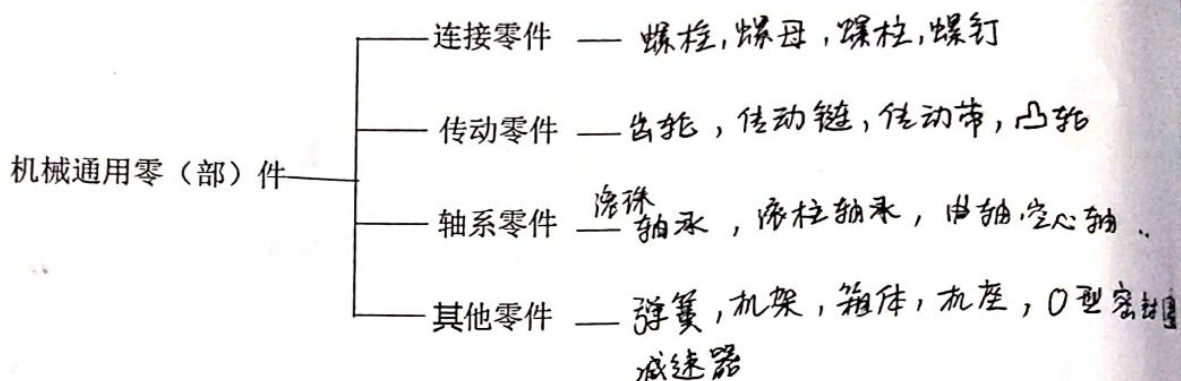 连接零件 — 螺栓,螺母,螺柱,螺钉
传动零件 — 齿轮,传动链,传动带,凸轮
机械通用零（部）件
滚珠
轴系零件 — 轴承,滚柱轴承,曲轴,空心轴..
其他零件 — 弹簧,机架,箱体,机座,O型密封圈
减速器